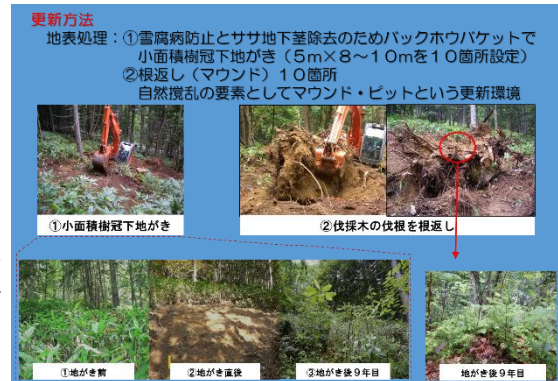 更新方法
地表処理：①雪腐病防止とササ地下茎除去のためバックホウバケットで
小面積樹冠下地がき（５ｍ×８～１０ｍを１０箇所設定）
②根返し（マウンド）１０箇所
自然撹乱の要素としてマウンド・ピットという更新環境
①小面積樹冠下地がき
②伐採木の伐根を根返し
①地がき前
②地がき直後
③地がき後９年目
地がき後９年目